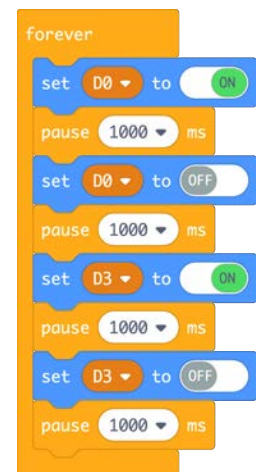 forever
set D0 to ON
pause 1000 ms
set D0 to OFF
pause 1000 ms
set D3 to ON
pause 1000 ms
set D3 to OFF
pause 1000 ms